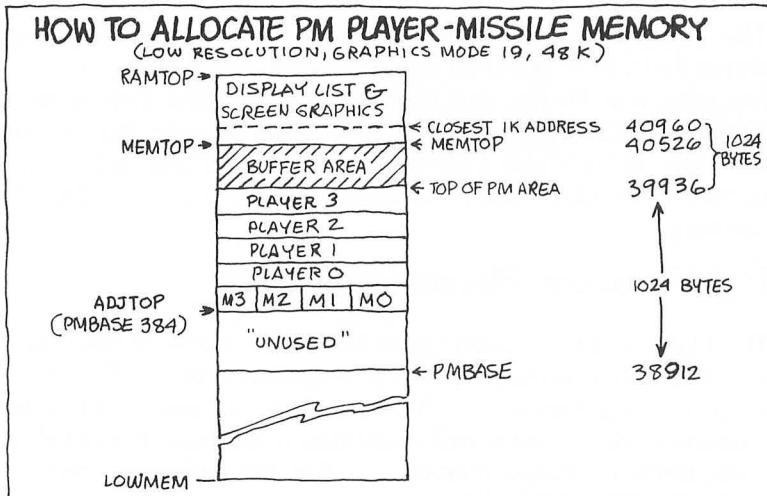 HOW TO ALLOCATE PM PLAYER-MISSILE MEMORY
(LOW RESOLUTION, GRAPHICS MODE 19, 48K)
RAMTOP
DISPLAY LIST &
SCREEN GRAPHICS
CLOSEST 1K ADDRESS 40960
MEMTOP
MEMTOP 40526
1024
BYTES
BUFFER AREA
TOP OF PM AREA 39936
PLAYER 3
PLAYER 2
PLAYER 1
PLAYER 0
1024 BYTES
ADJTOP
(PMBASE 384)
M3 M2 M1 M0
"UNUSED"
PMBASE 38912
LOWMEM